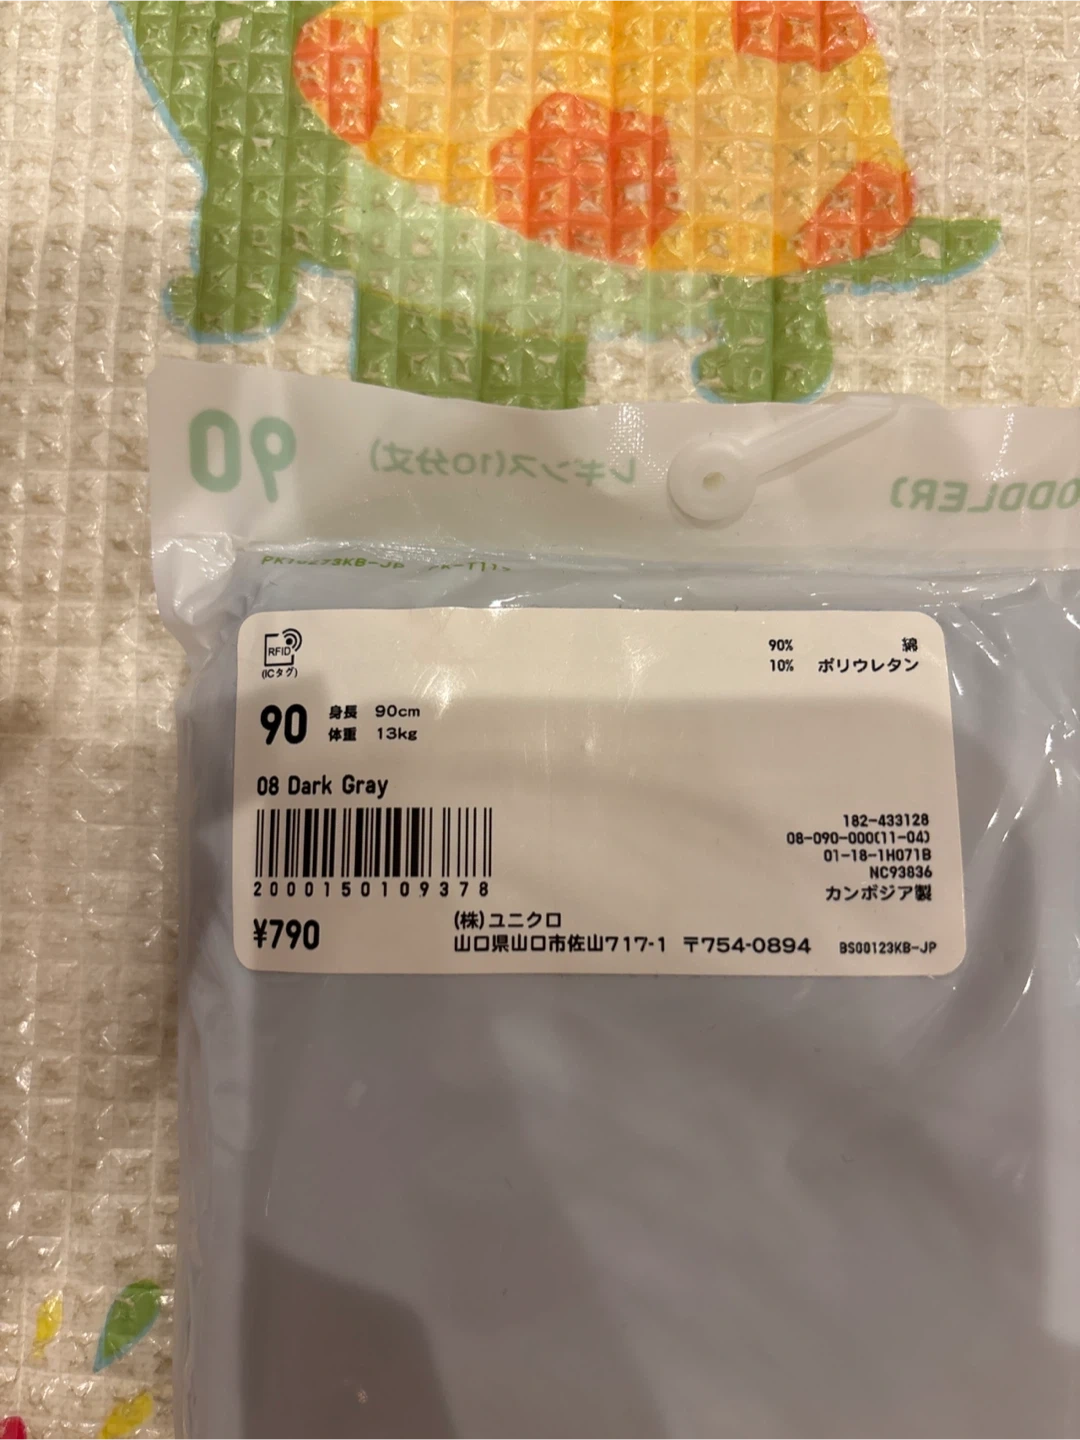 90
レギンス(10分丈)
ODDLER)
RFID
(ICタグ)
90% 綿
10% ポリウレタン
90
身長 90cm
体重 13kg
08 Dark Gray
2000150109378
182-433128
08-090-000(11-04)
01-18-1H071B
NC93836
カンボジア製
¥790
(株)ユニクロ
山口県山口市佐山717-1 〒754-0894
BS00123KB-JP